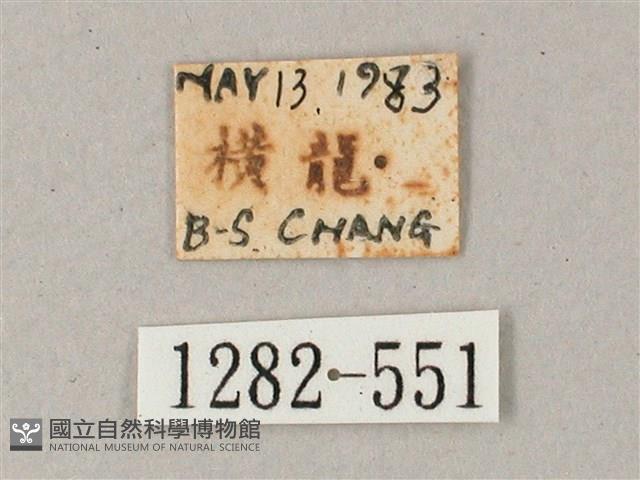 MAY 13. 1983
橫龍
B-S. CHANG
1282-551
國立自然科學博物館
NATIONAL MUSEUM OF NATURAL SCIENCE